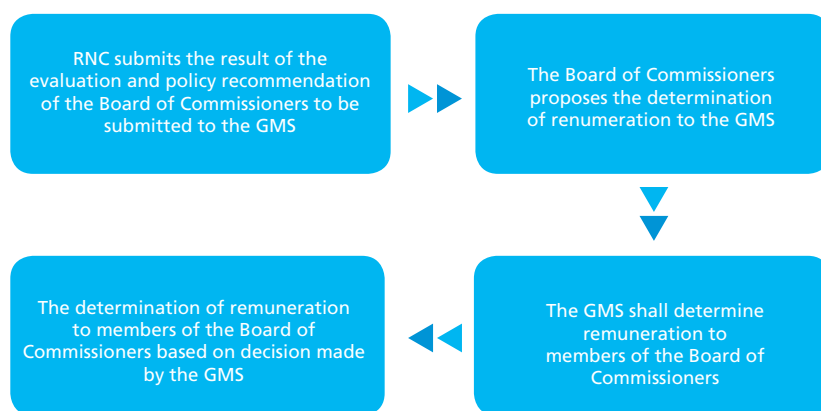 RNC submits the result of the
evaluation and policy recommendation
of the Board of Commissioners to be
submitted to the GMS
The Board of Commissioners
proposes the determination
of renumeration to the GMS
The GMS shall determine
remuneration to
members of the Board of
Commissioners
The determination of remuneration
to members of the Board of
Commissioners based on decision made
by the GMS